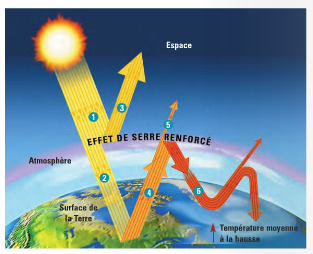 Espace
1
3
EFFET DE SERRE RENFORCÉ
5
Atmosphère
2
4
6
Surface de
la Terre
Température moyenne
à la hausse